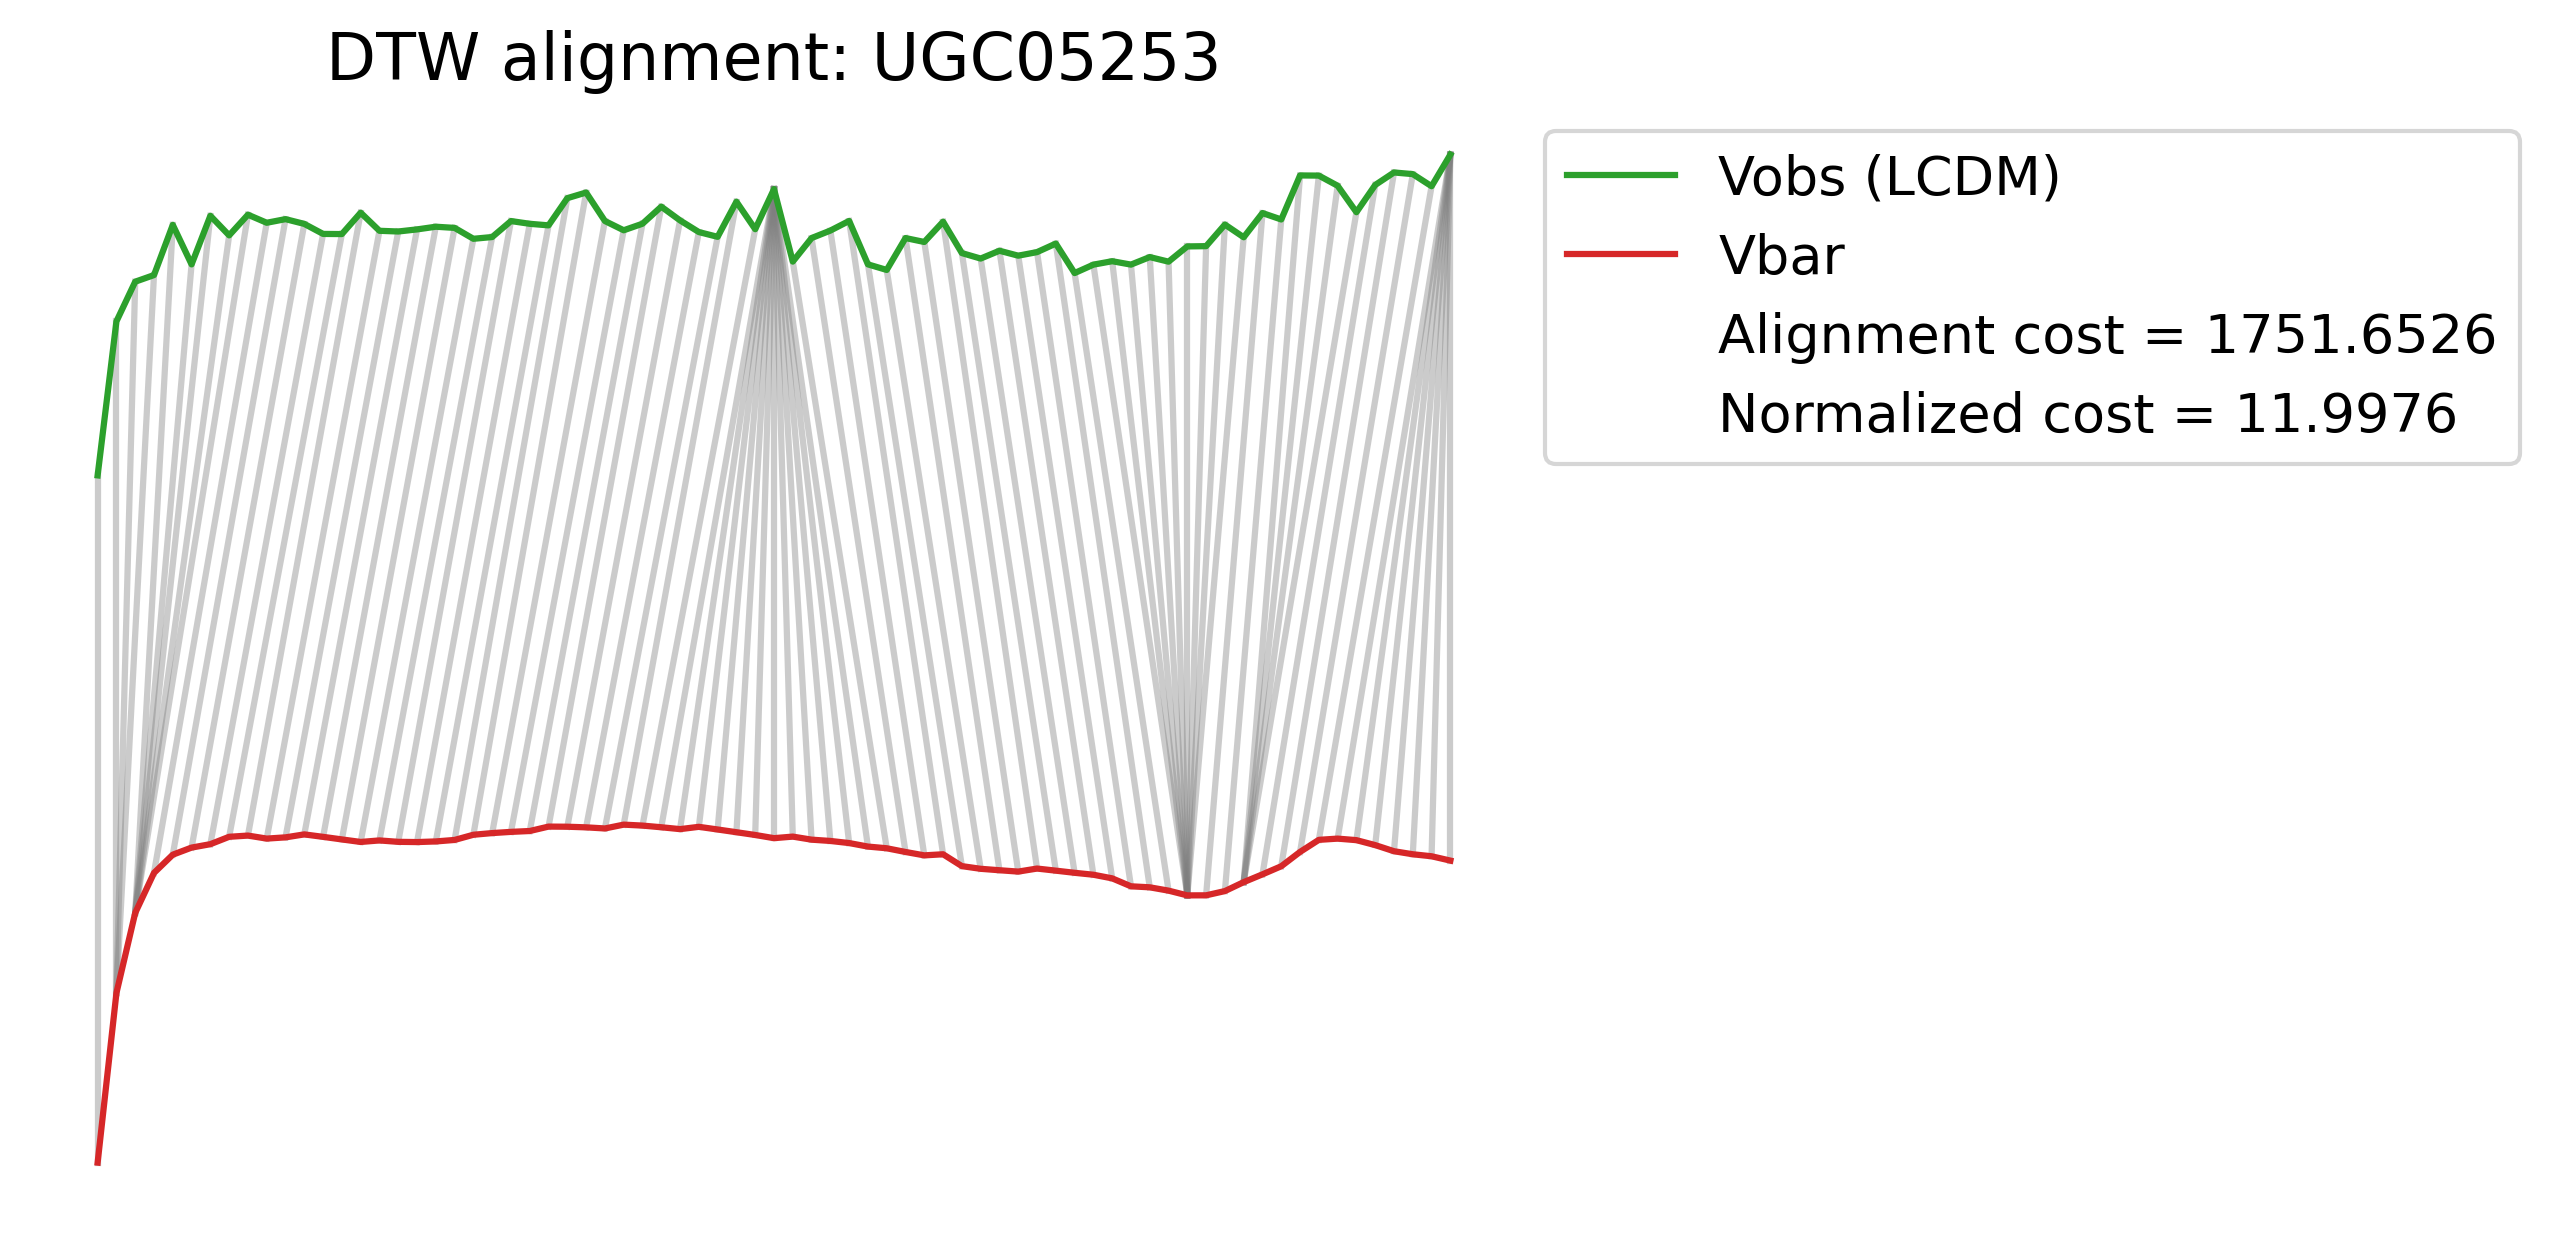 DTW alignment: UGC05253
Vobs (LCDM)
Vbar
Alignment cost = 1751.6526
Normalized cost = 11.9976